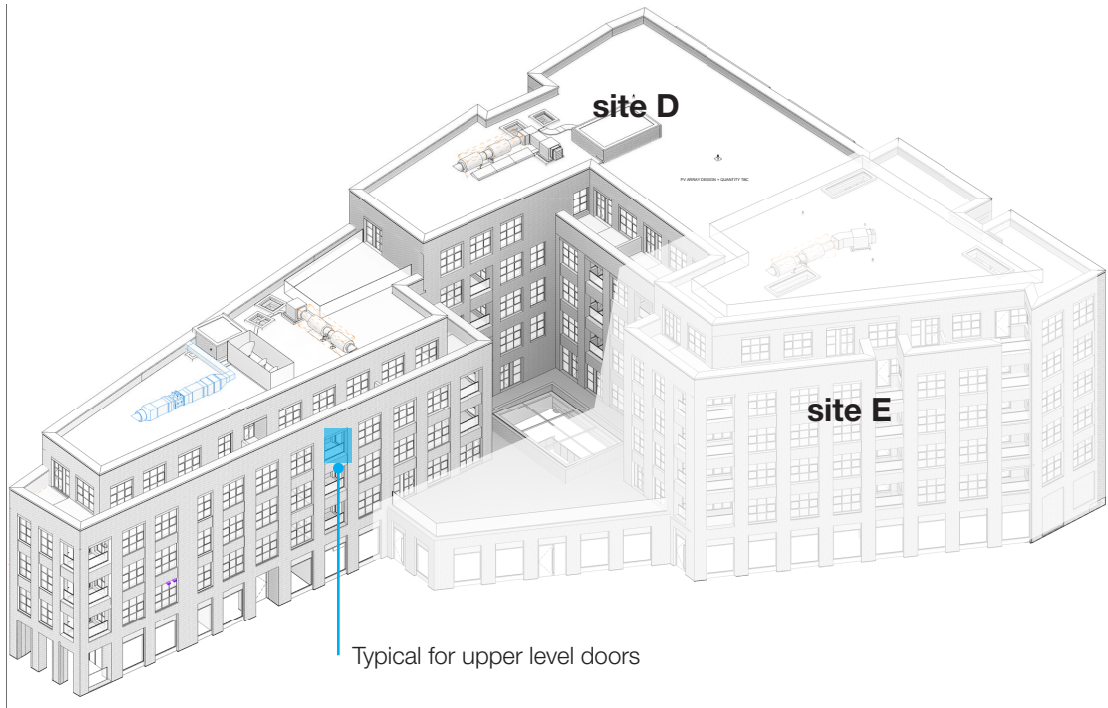 site D
PV ARRAY DESIGN + QUANTITY TBC
site E
Typical for upper level doors